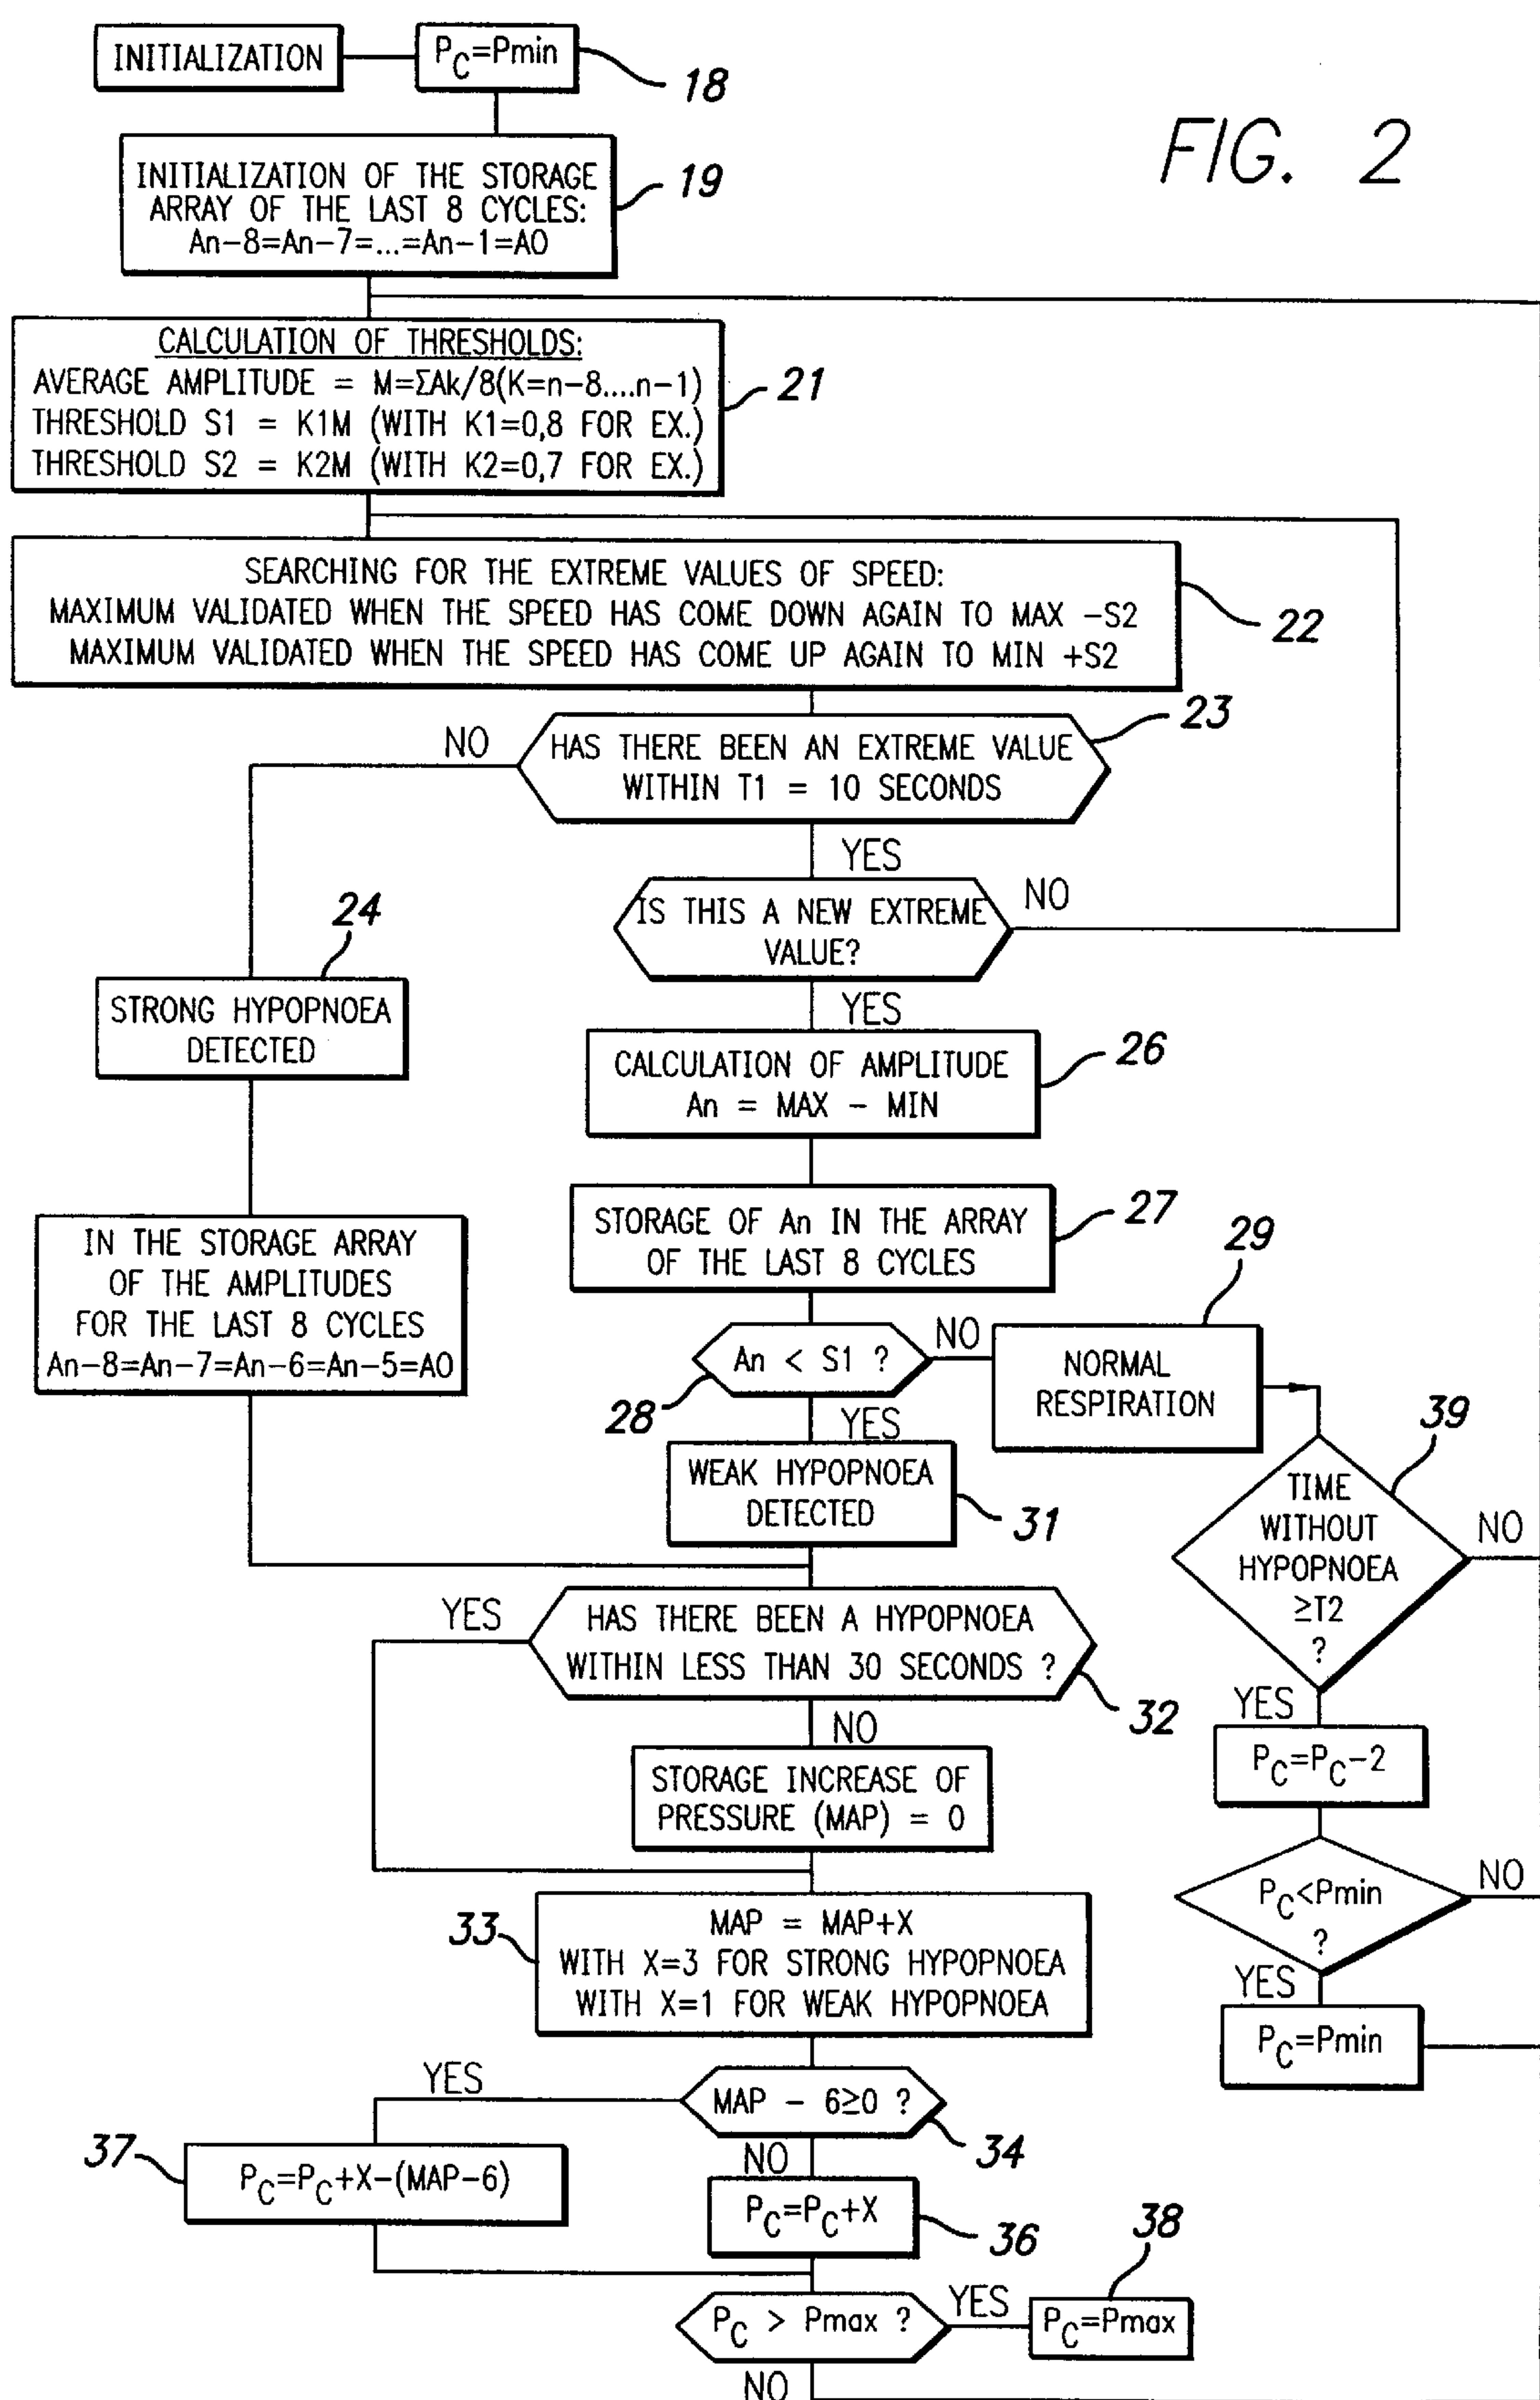 INITIALIZATION
PC=Pmin
18
FIG. 2
INITIALIZATION OF THE STORAGE
ARRAY OF THE LAST 8 CYCLES:
An-8=An-7=...=An-1=A0
19
CALCULATION OF THRESHOLDS:
AVERAGE AMPLITUDE = M=ΣAk/8(K=n-8....n-1)
THRESHOLD S1 = K1M (WITH K1=0,8 FOR EX.)
THRESHOLD S2 = K2M (WITH K2=0,7 FOR EX.)
21
SEARCHING FOR THE EXTREME VALUES OF SPEED:
MAXIMUM VALIDATED WHEN THE SPEED HAS COME DOWN AGAIN TO MAX -S2
MAXIMUM VALIDATED WHEN THE SPEED HAS COME UP AGAIN TO MIN +S2
22
23
NO
HAS THERE BEEN AN EXTREME VALUE
WITHIN T1 = 10 SECONDS
YES
IS THIS A NEW EXTREME
VALUE?
NO
24
STRONG HYPOPNOEA
DETECTED
YES
CALCULATION OF AMPLITUDE
An = MAX - MIN
26
STORAGE OF An IN THE ARRAY
OF THE LAST 8 CYCLES
27
IN THE STORAGE ARRAY
OF THE AMPLITUDES
FOR THE LAST 8 CYCLES
An-8=An-7=An-6=An-5=A0
An < S1 ?
28
NO
29
NORMAL
RESPIRATION
YES
WEAK HYPOPNOEA
DETECTED
31
39
TIME
WITHOUT
HYPOPNOEA
≥T2
?
NO
YES
HAS THERE BEEN A HYPOPNOEA
WITHIN LESS THAN 30 SECONDS ?
32
YES
PC=PC-2
NO
STORAGE INCREASE OF
PRESSURE (MAP) = 0
PC<Pmin
?
NO
33
MAP = MAP+X
WITH X=3 FOR STRONG HYPOPNOEA
WITH X=1 FOR WEAK HYPOPNOEA
YES
PC=Pmin
YES
MAP - 6≥0 ?
34
37
PC=PC+X-(MAP-6)
NO
PC=PC+X
36
38
PC > Pmax ?
YES
PC=Pmax
NO